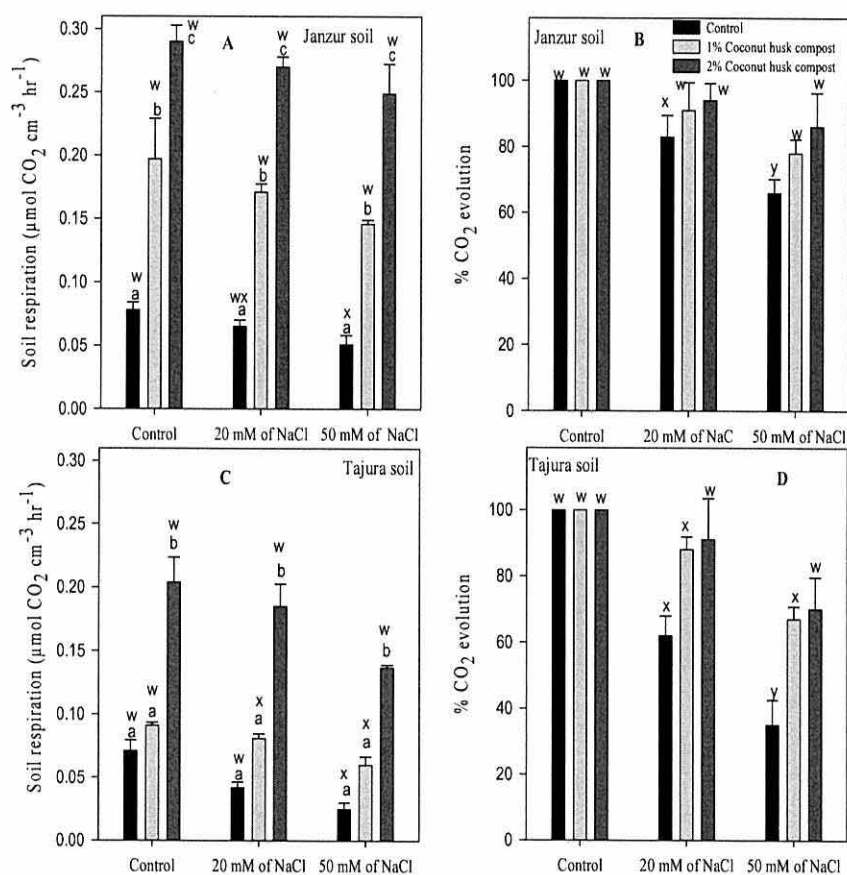 0.30
0.25
0.20
0.15
0.10
0.05
0.00
Soil respiration (µmol CO2 cm-3 hr-1)
A
Janzur soil
w
a
w
b
w
c
wx
a
w
b
w
c
x
a
w
b
w
c
Control
20 mM of NaCl
50 mM of NaCl
Janzur soil
B
Control
1% Coconut husk compost
2% Coconut husk compost
100
80
60
40
20
0
% CO2 evolution
w w w
x w w
y w w
Control
20 mM of NaC
50 mM of NaCl
0.30
0.25
0.20
0.15
0.10
0.05
0.00
Soil respiration (µmol CO2 cm-3 hr-1)
C
Tajura soil
w
a
w
a
w
b
w
a
x
a
w
b
x
a
x
a
w
b
Control
20 mM of NaCl
50 mM of NaCl
Tajura soil
D
100
80
60
40
20
0
% CO2 evolution
w w w
x x w
y x w
Control
20 mM of NaCl
50 mM of NaCl